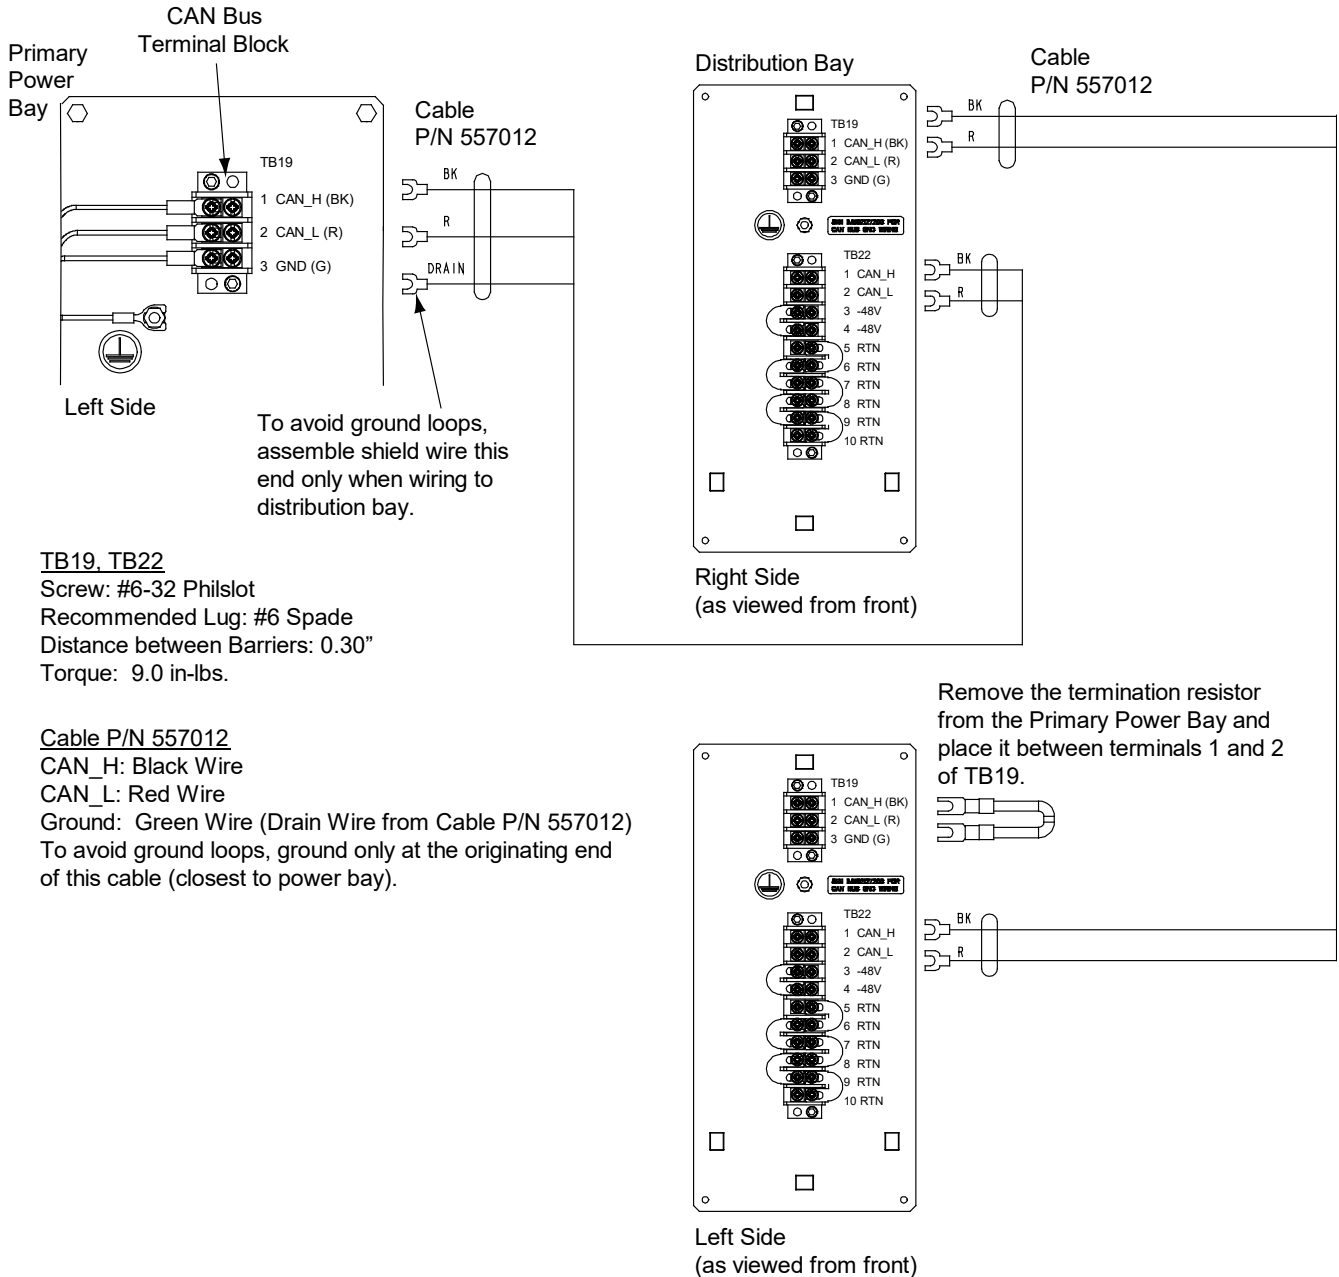 CAN Bus
Terminal Block
Primary
Power
Bay
Cable
P/N 557012
TB19
1 CAN_H (BK)
2 CAN_L (R)
3 GND (G)
BK
R
DRAIN
Left Side
To avoid ground loops,
assemble shield wire this
end only when wiring to
distribution bay.
TB19, TB22
Screw: #6-32 Philslot
Recommended Lug: #6 Spade
Distance between Barriers: 0.30”
Torque: 9.0 in-lbs.
Cable P/N 557012
CAN_H: Black Wire
CAN_L: Red Wire
Ground: Green Wire (Drain Wire from Cable P/N 557012)
To avoid ground loops, ground only at the originating end
of this cable (closest to power bay).
Distribution Bay
Cable
P/N 557012
TB19
1 CAN_H (BK)
2 CAN_L (R)
3 GND (G)
BK
R
CAN BUS
TB22
1 CAN_H
2 CAN_L
3 -48V
4 -48V
5 RTN
6 RTN
7 RTN
8 RTN
9 RTN
10 RTN
BK
R
Right Side
(as viewed from front)
Remove the termination resistor
from the Primary Power Bay and
place it between terminals 1 and 2
of TB19.
TB19
1 CAN_H (BK)
2 CAN_L (R)
3 GND (G)
CAN BUS
TB22
1 CAN_H
2 CAN_L
3 -48V
4 -48V
5 RTN
6 RTN
7 RTN
8 RTN
9 RTN
10 RTN
BK
R
Left Side
(as viewed from front)